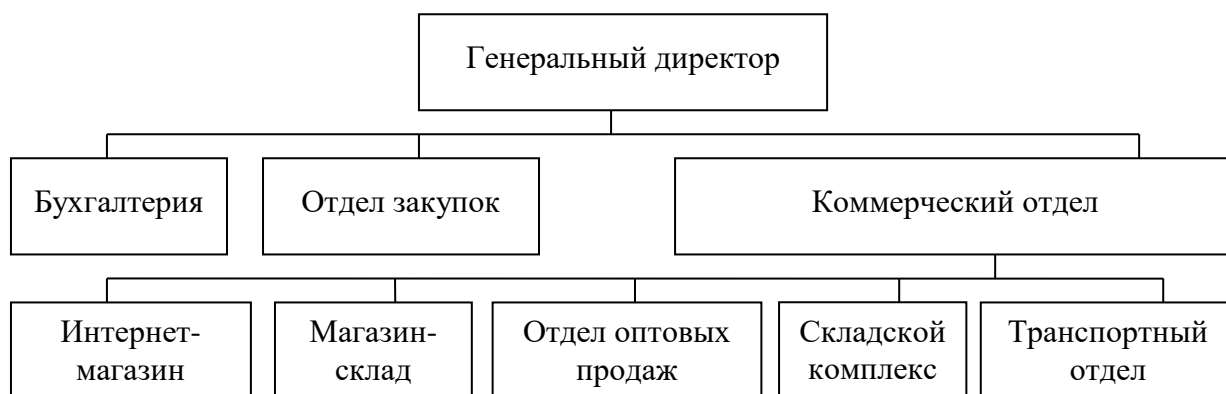 Генеральный директор
Бухгалтерия
Отдел закупок
Коммерческий отдел
Интернет-
магазин
Магазин-
склад
Отдел оптовых
продаж
Складской
комплекс
Транспортный
отдел